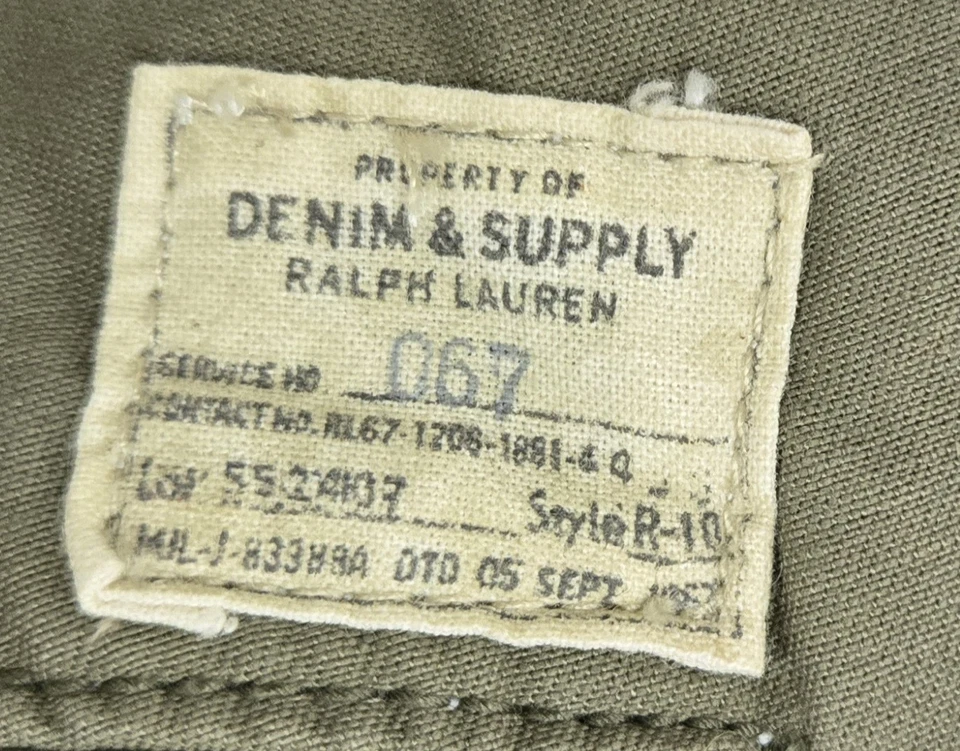 PROPERTY OF
DENIM & SUPPLY
RALPH LAUREN
SERVICE NO 067
CONTACT NO. RL67-1208-1881-4 4
Lot Style R-10
MIL-J-83388A DTD 05 SEPT